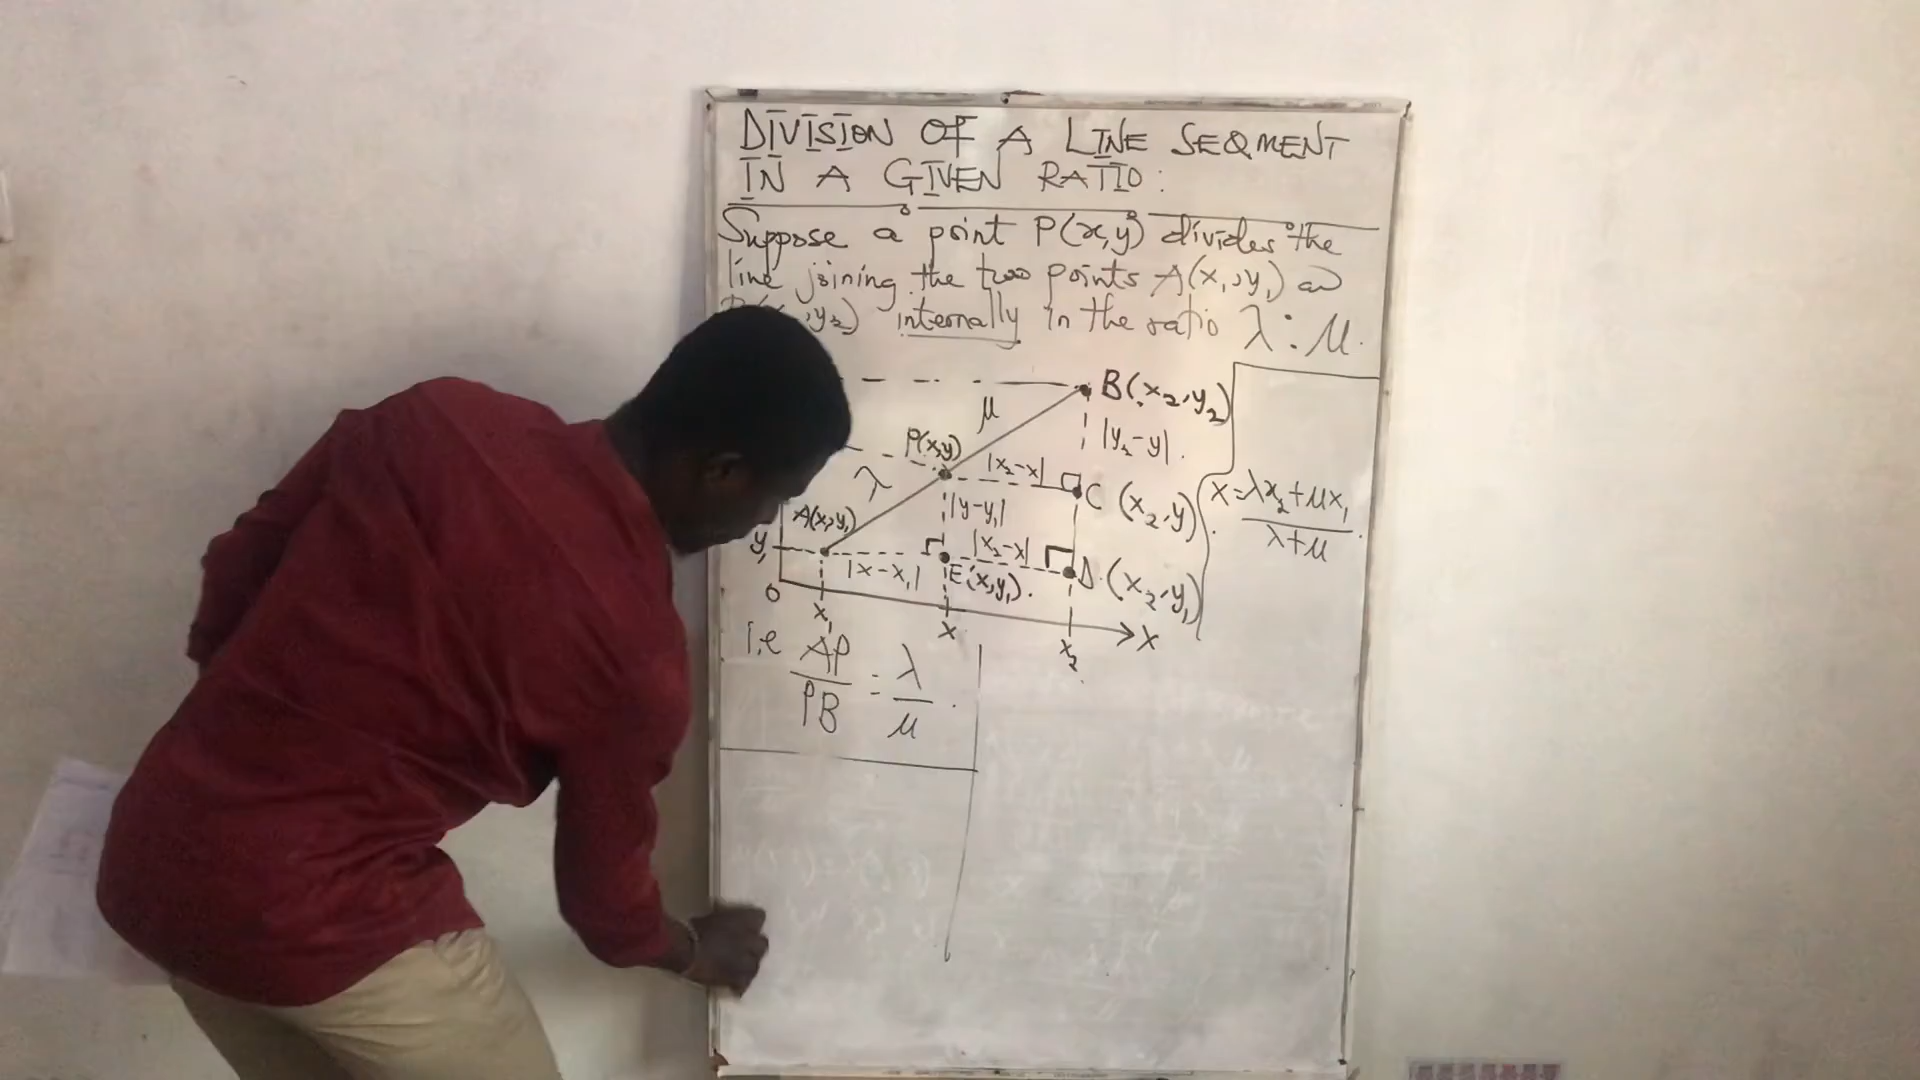 DIVISION OF A LINE SEGMENT
IN A GIVEN RATIO:
Suppose a point P(x,y) divides the
line joining the two points A(x₁,y₁) and
,y₂) internally in the ratio λ:μ.
B(x₂,y₂)
μ
|y₂-y|.
P(x,y)
|x₂-x|
λ
C (x₂,y)
x = λx₂+μx₁
λ+μ
A(x₁,y₁)
|y-y₁|
y₁
|x₂-x|
|x-x₁|
E(x,y₁).
D. (x₂,y₁)
0
x₁
x
x₂
X
i.e AP/PB = λ/μ.